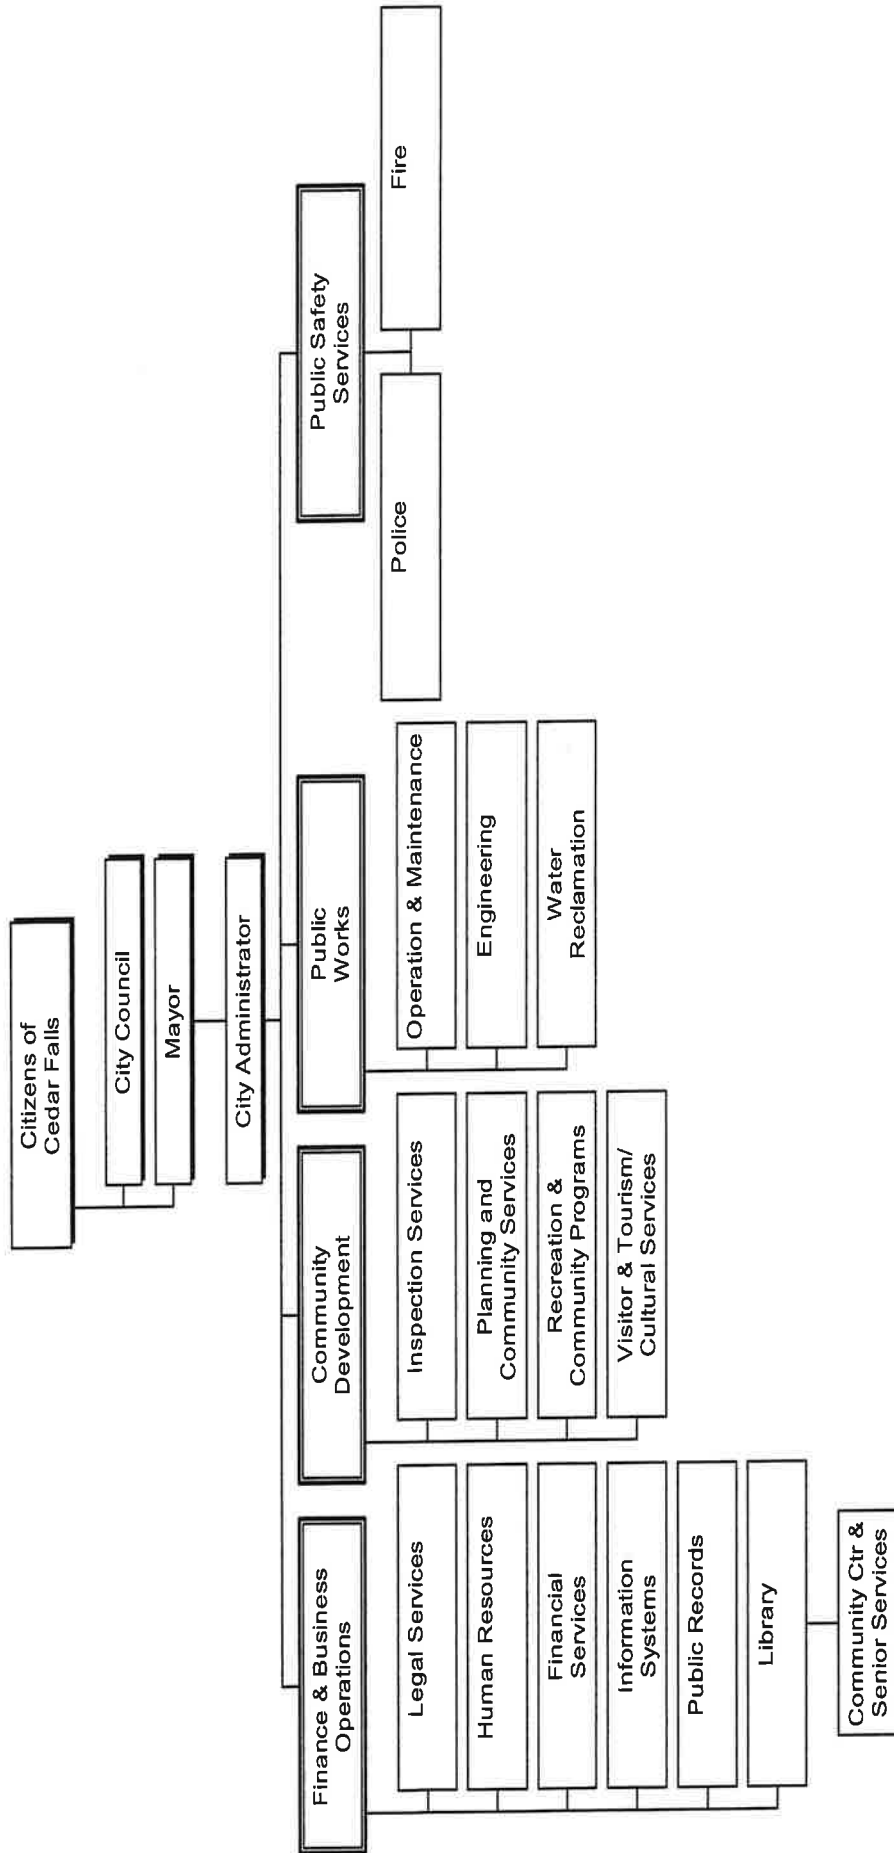 Citizens of
Cedar Falls
City Council
Mayor
City Administrator
Finance & Business
Operations
Community
Development
Public
Works
Public Safety
Services
Legal Services
Human Resources
Financial
Services
Information
Systems
Public Records
Library
Community Ctr &
Senior Services
Inspection Services
Planning and
Community Services
Recreation &
Community Programs
Visitor & Tourism/
Cultural Services
Operation & Maintenance
Engineering
Water
Reclamation
Police
Fire